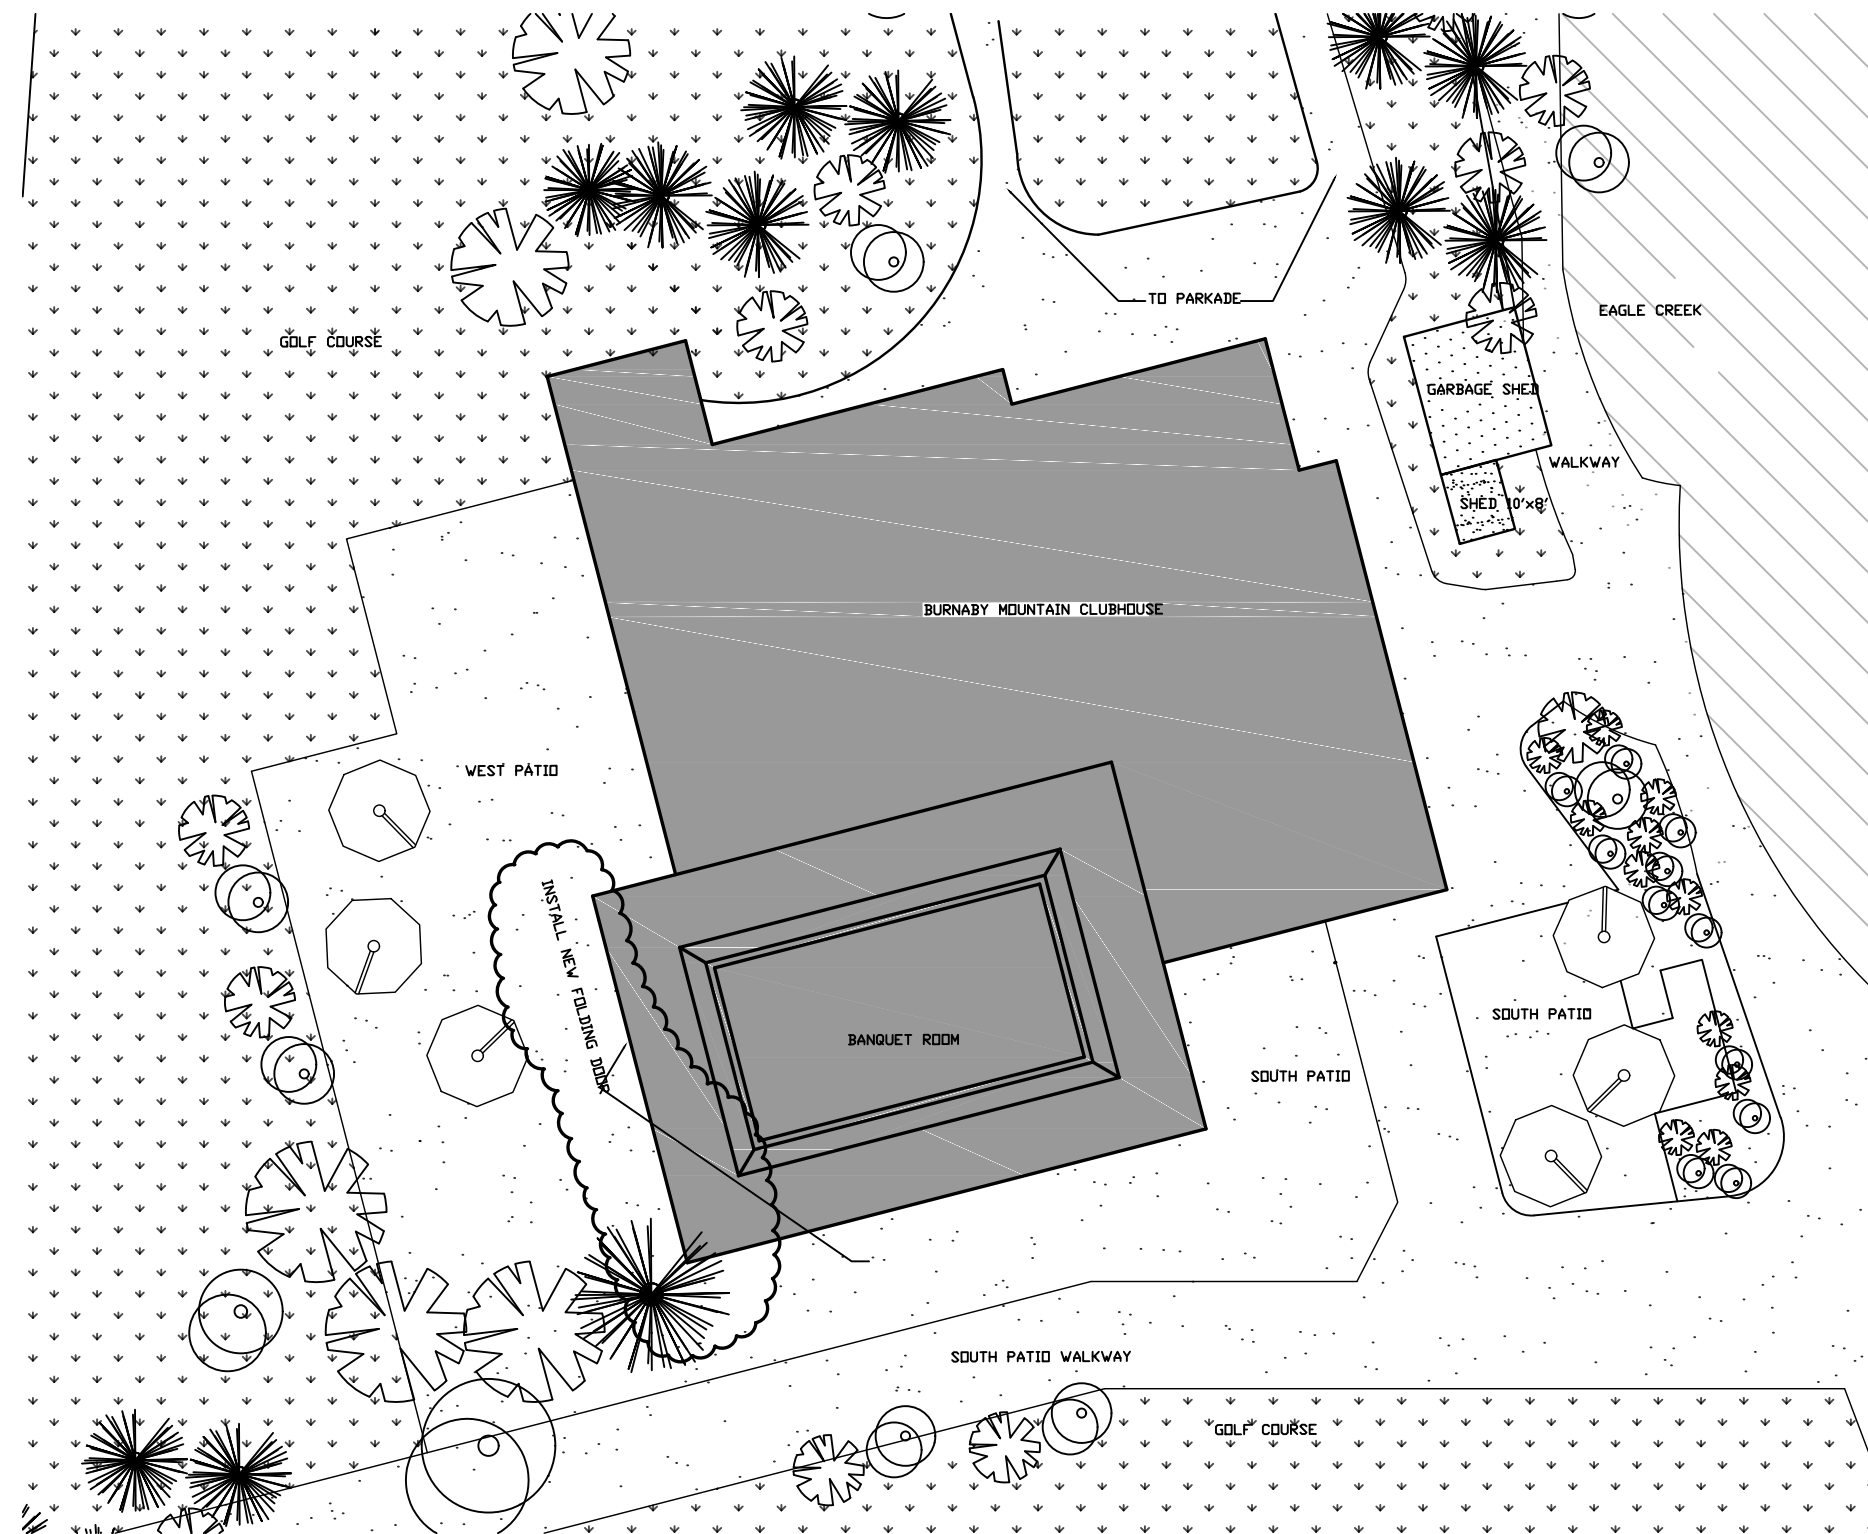 TO PARKADE
EAGLE CREEK
GOLF COURSE
GARBAGE SHED
WALKWAY
SHED 10'x8'
BURNABY MOUNTAIN CLUBHOUSE
WEST PATIO
INSTALL NEW FOLDING DOOR
SOUTH PATIO
BANQUET ROOM
SOUTH PATIO
SOUTH PATIO WALKWAY
GOLF COURSE